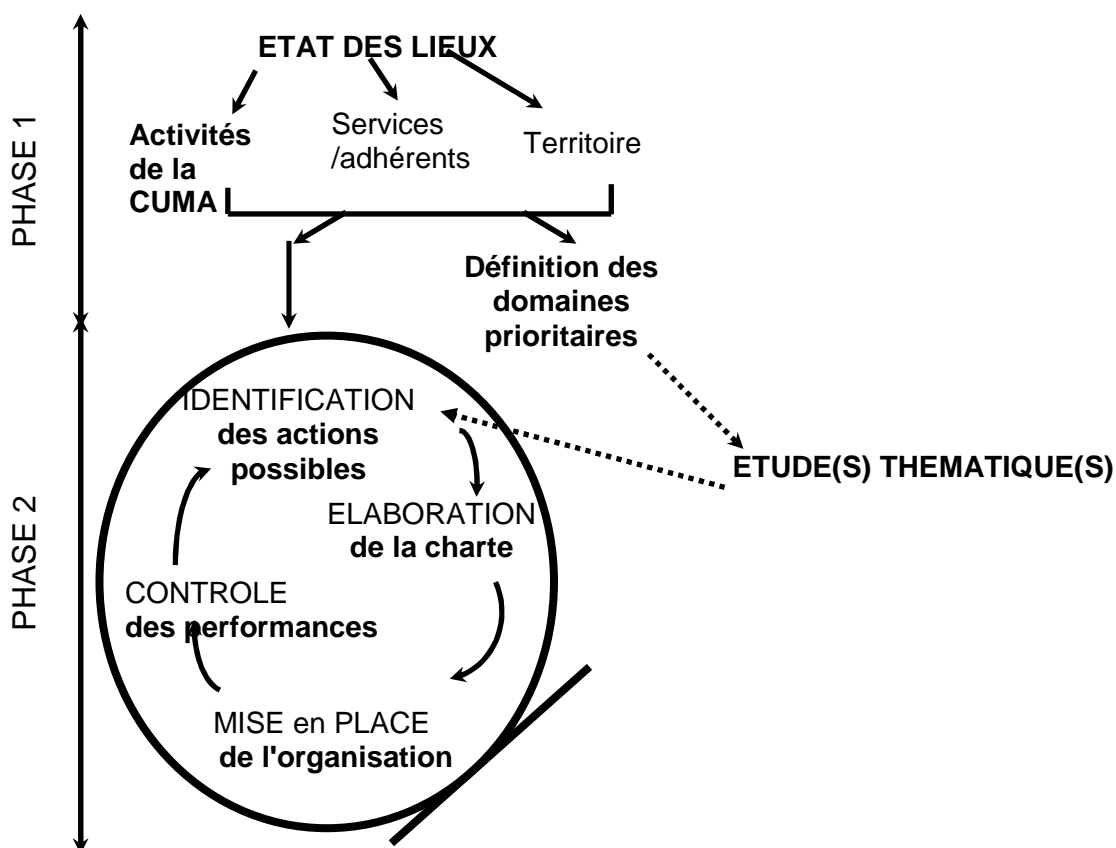 PHASE 1
ETAT DES LIEUX
Activités
de la
CUMA
Services
/adhérents
Territoire
Définition des
domaines
prioritaires
PHASE 2
IDENTIFICATION
des actions
possibles
ETUDE(S) THEMATIQUE(S)
ELABORATION
de la charte
CONTROLE
des performances
MISE en PLACE
de l'organisation